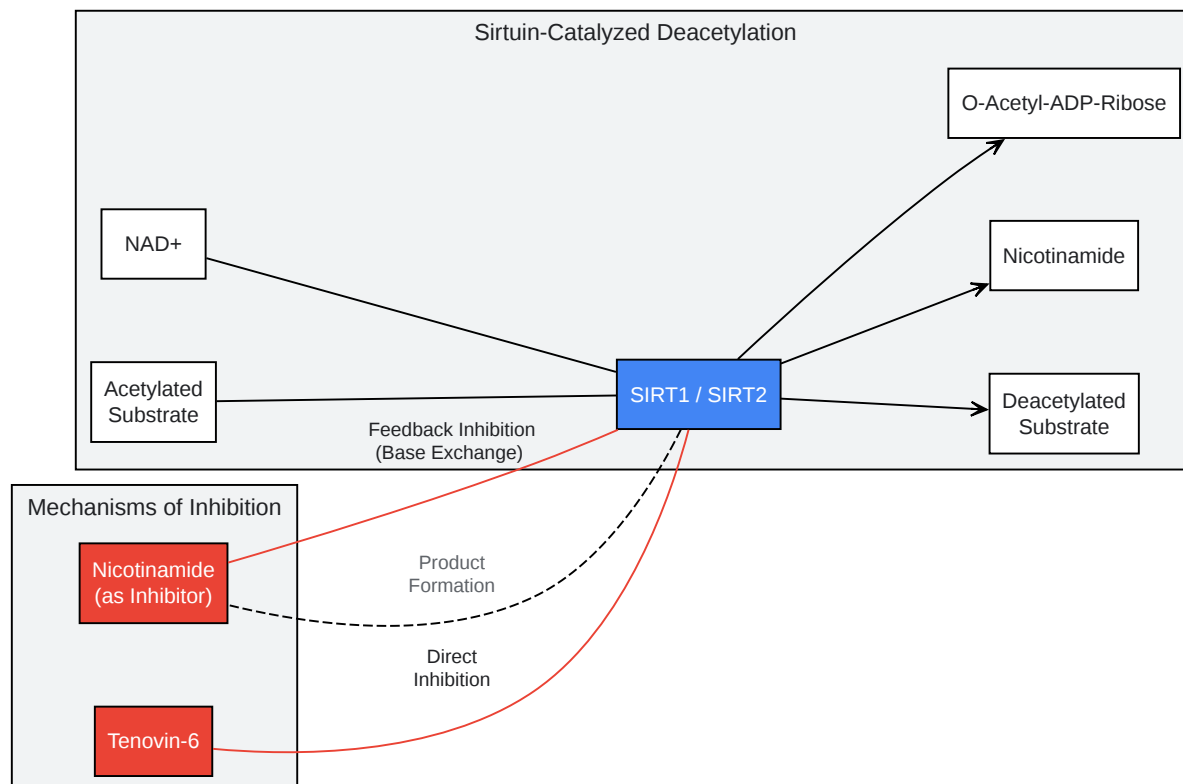 Sirtuin-Catalyzed Deacetylation
O-Acetyl-ADP-Ribose
NAD+
Nicotinamide
Acetylated
Substrate
SIRT1 / SIRT2
Deacetylated
Substrate
Feedback Inhibition
(Base Exchange)
Mechanisms of Inhibition
Nicotinamide
(as Inhibitor)
Product
Formation
Direct
Inhibition
Tenovin-6